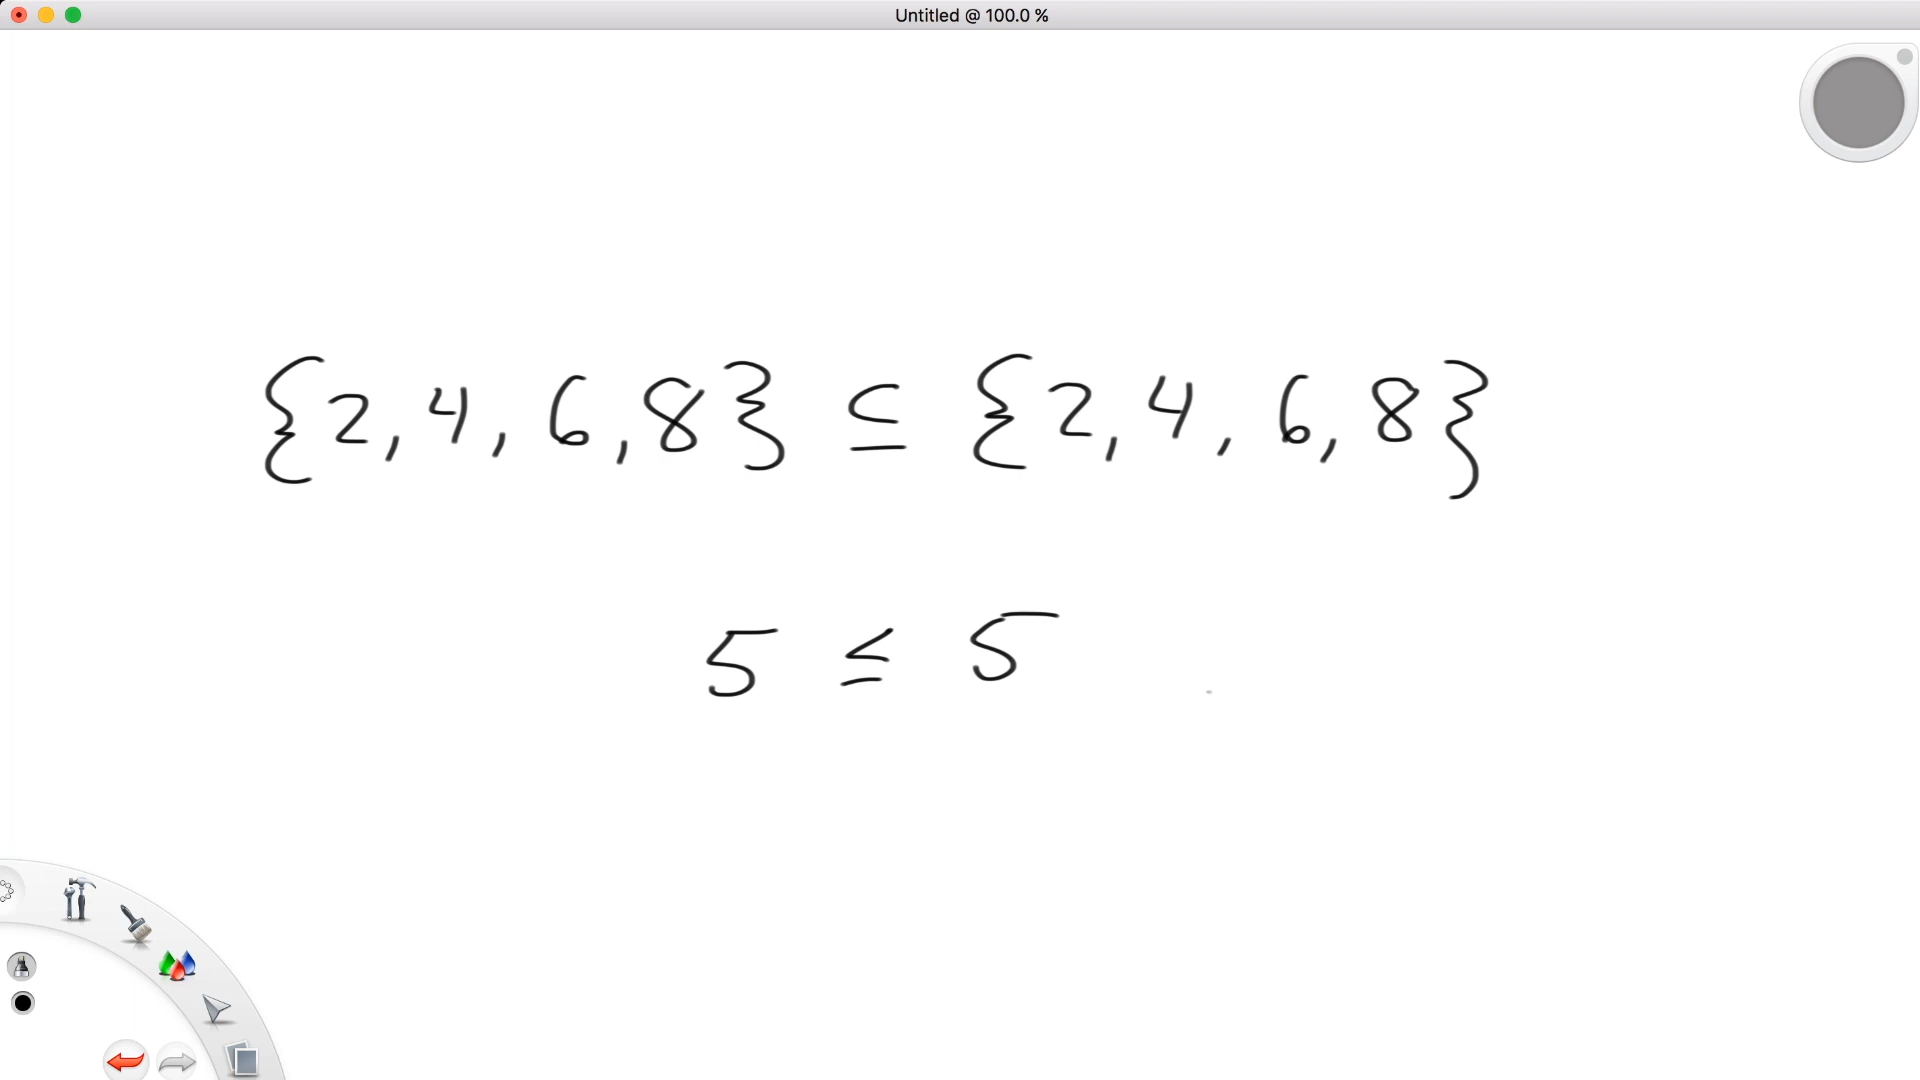 Untitled @ 100.0 %
{2, 4, 6, 8} ⊆ {2, 4, 6, 8}
5 ≤ 5